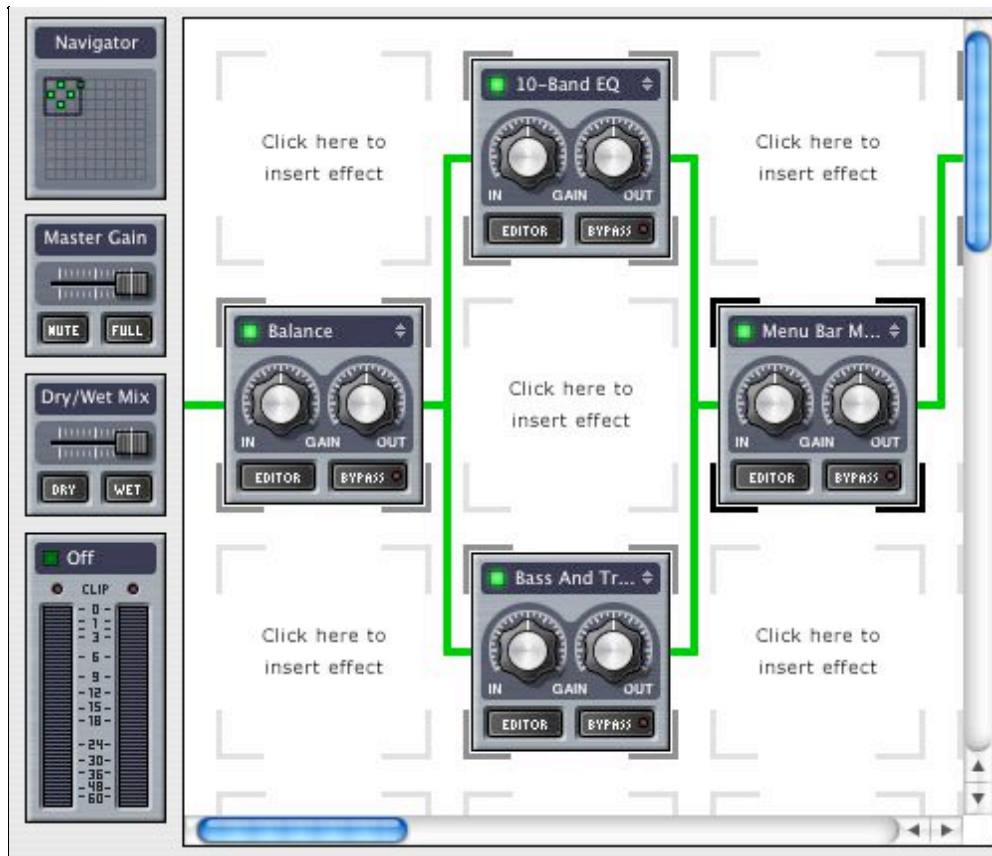 Navigator
Master Gain
MUTE FULL
Dry/Wet Mix
DRY WET
Off
CLIP
0
1
3
6
9
12
15
18
24
30
36
48
60
Click here to
insert effect
10-Band EQ
IN GAIN OUT
EDITOR BYPASS
Click here to
insert effect
Balance
IN GAIN OUT
EDITOR BYPASS
Click here to
insert effect
Menu Bar M...
IN GAIN OUT
EDITOR BYPASS
Click here to
insert effect
Bass And Tr...
IN GAIN OUT
EDITOR BYPASS
Click here to
insert effect